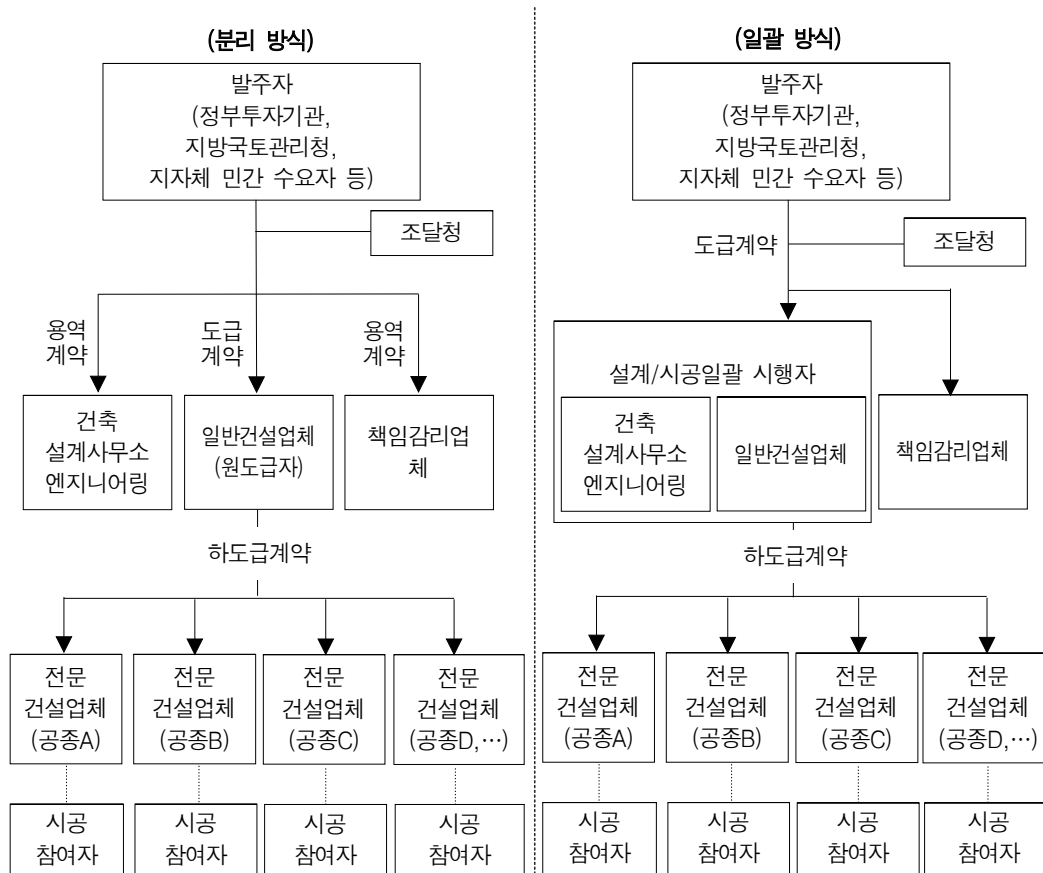 (분리 방식)
발주자
(정부투자기관,
지방국토관리청,
지자체 민간 수요자 등)
조달청
용역
계약
도급
계약
용역
계약
건축
설계사무소
엔지니어링
일반건설업체
(원도급자)
책임감리업
체
하도급계약
전문
건설업체
(공종A)
전문
건설업체
(공종B)
전문
건설업체
(공종C)
전문
건설업체
(공종D,⋯)
시공
참여자
시공
참여자
시공
참여자
시공
참여자
(일괄 방식)
발주자
(정부투자기관,
지방국토관리청,
지자체 민간 수요자 등)
도급계약
조달청
설계/시공일괄 시행자
건축
설계사무소
엔지니어링
일반건설업체
책임감리업체
하도급계약
전문
건설업체
(공종A)
전문
건설업체
(공종B)
전문
건설업체
(공종C)
전문
건설업체
(공종D,⋯)
시공
참여자
시공
참여자
시공
참여자
시공
참여자